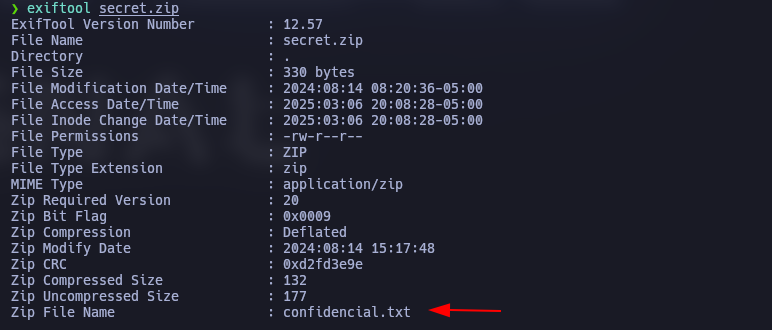 ❯ exiftool secret.zip
ExifTool Version Number         : 12.57
File Name                       : secret.zip
Directory                       : .
File Size                       : 330 bytes
File Modification Date/Time     : 2024:08:14 08:20:36-05:00
File Access Date/Time           : 2025:03:06 20:08:28-05:00
File Inode Change Date/Time     : 2025:03:06 20:08:28-05:00
File Permissions                : -rw-r--r--
File Type                       : ZIP
File Type Extension             : zip
MIME Type                       : application/zip
Zip Required Version            : 20
Zip Bit Flag                    : 0x0009
Zip Compression                 : Deflated
Zip Modify Date                 : 2024:08:14 15:17:48
Zip CRC                         : 0xd2fd3e9e
Zip Compressed Size             : 132
Zip Uncompressed Size           : 177
Zip File Name                   : confidencial.txt